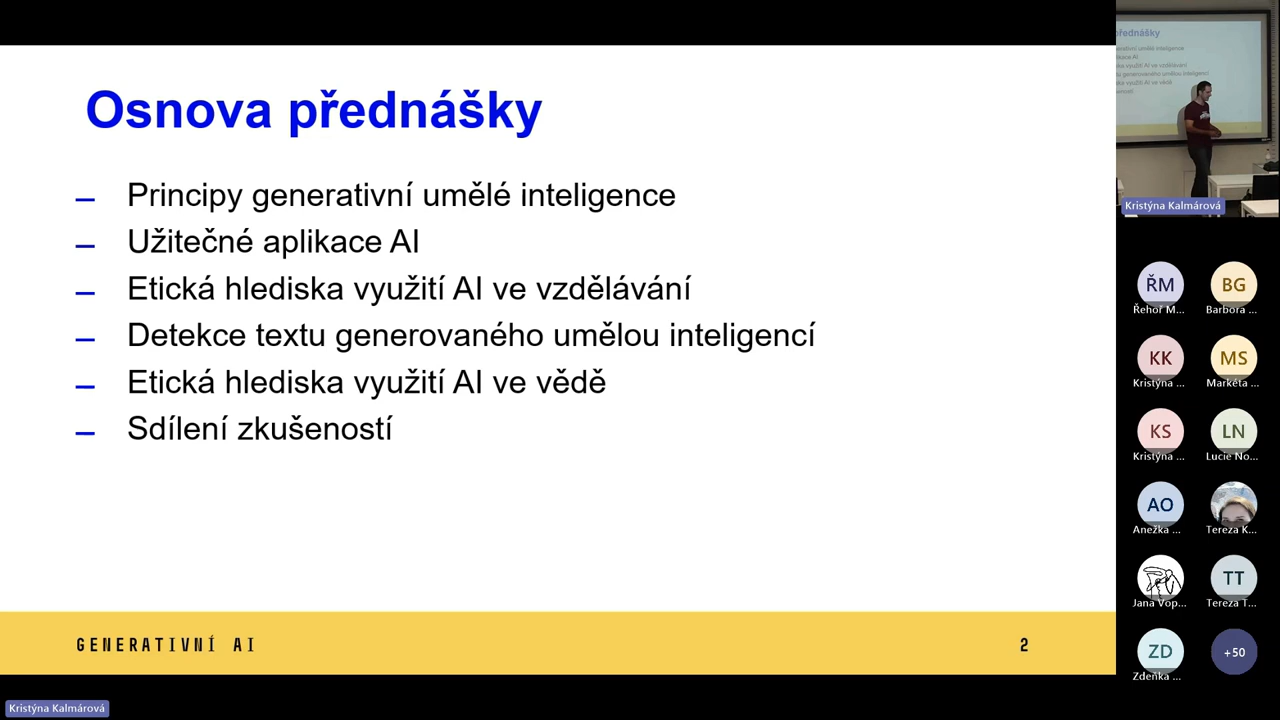 Osnova přednášky
– Principy generativní umělé inteligence
– Užitečné aplikace AI
– Etická hlediska využití AI ve vzdělávání
– Detekce textu generovaného umělou inteligencí
– Etická hlediska využití AI ve vědě
– Sdílení zkušeností
GENERATIVNÍ AI
2
Kristýna Kalmárová
přednášky
Kristýna Kalmárová
ŘM
BG
Řehoř M...
Barbora ...
KK
MS
Kristýna ...
Markéta ...
KS
LN
Kristýna ...
Lucie No...
AO
Anežka ...
Tereza K...
TT
Jana Vop...
Tereza T...
ZD
+50
Zdeňka ...